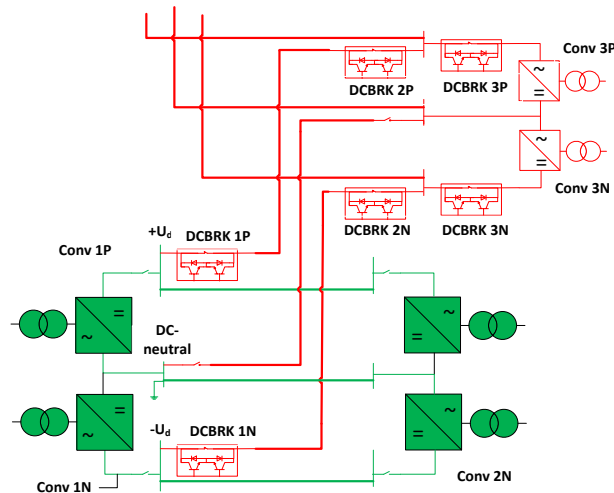 Conv 3P
DCBRK 2P
DCBRK 3P
Conv 3N
DCBRK 2N
DCBRK 3N
+Ud
DCBRK 1P
Conv 1P
DC-
neutral
-Ud
DCBRK 1N
Conv 2N
Conv 1N